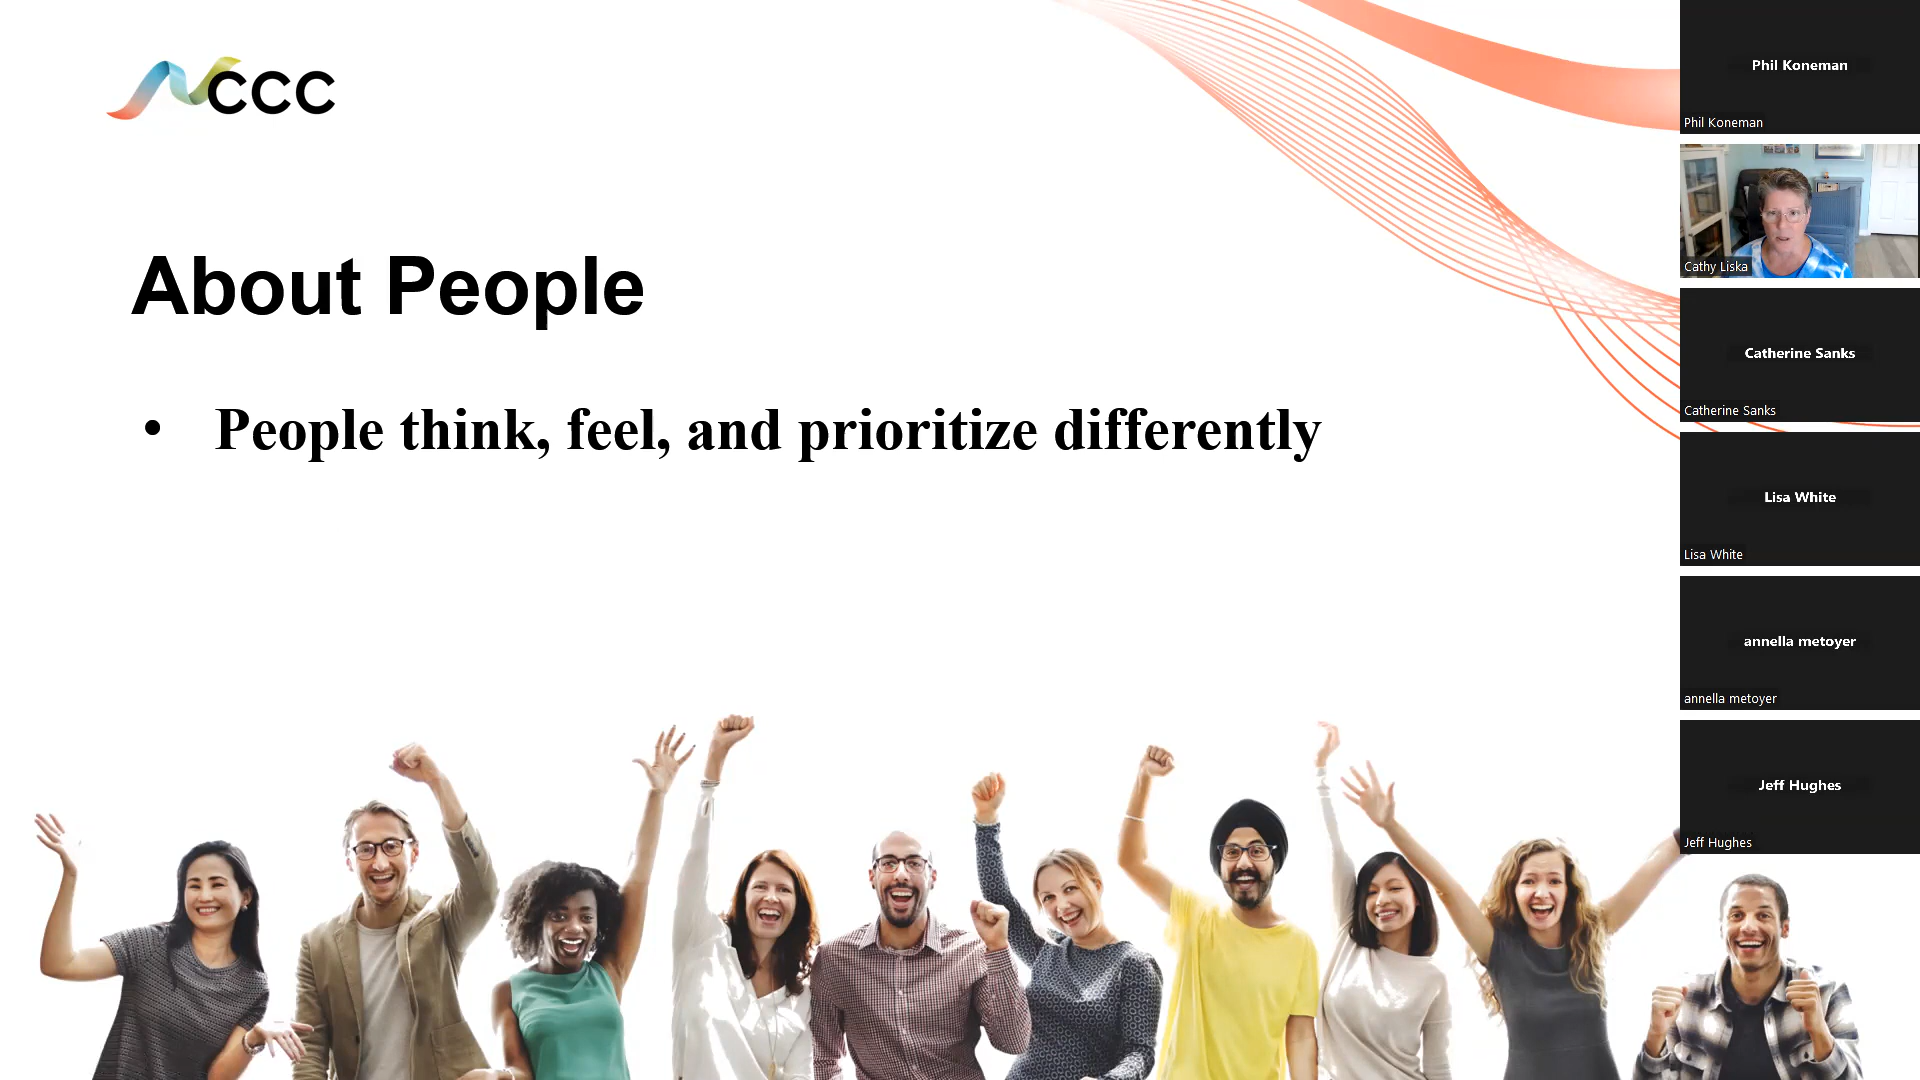 NCCC
About People
• People think, feel, and prioritize differently
Phil Koneman
Phil Koneman
Cathy Liska
Catherine Sanks
Catherine Sanks
Lisa White
Lisa White
annella metoyer
annella metoyer
Jeff Hughes
Jeff Hughes